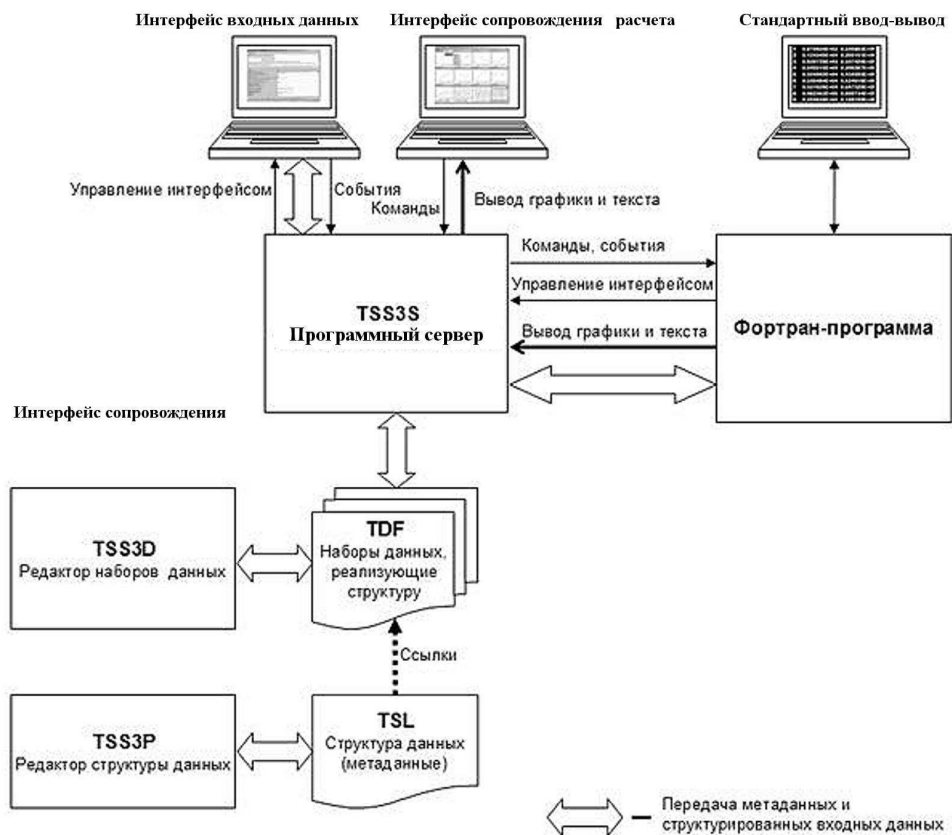 Интерфейс входных данных
Интерфейс сопровождения расчета
Стандартный ввод-вывод
Управление интерфейсом
События
Команды
Вывод графики и текста
Команды, события
Управление интерфейсом
Вывод графики и текста
TSS3S
Программный сервер
Фортран-программа
Интерфейс сопровождения
TSS3D
Редактор наборов данных
TDF
Наборы данных,
реализующие
структуру
Ссылки
TSS3P
Редактор структуры данных
TSL
Структура данных
(метаданные)
Передача метаданных и
структурированных входных данных